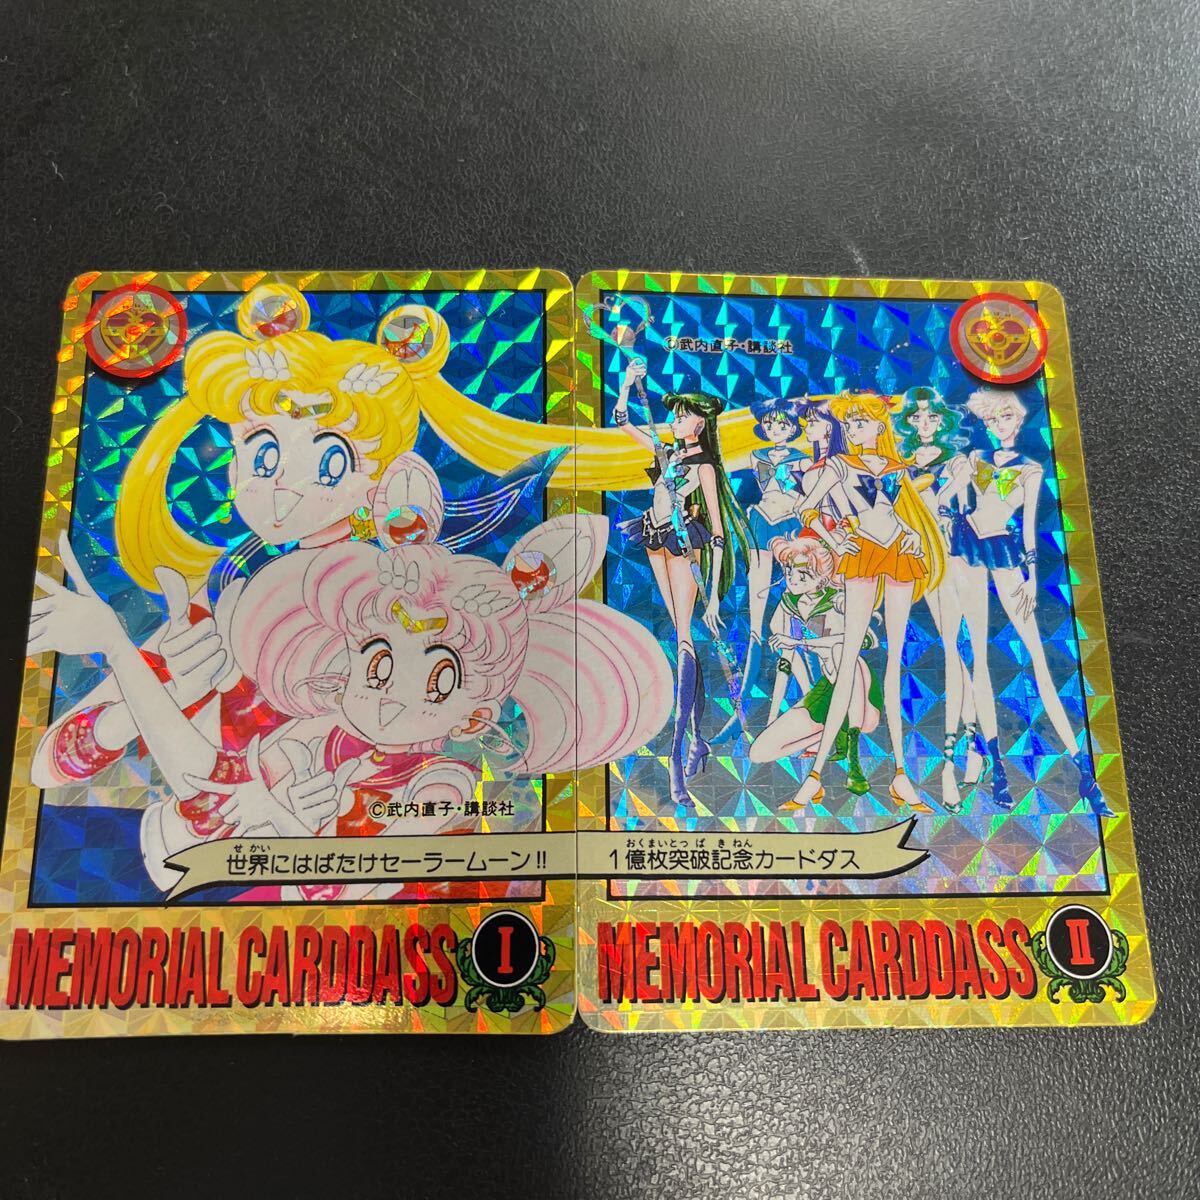 ©武内直子・講談社
せかい
世界にはばたけセーラームーン!!
MEMORIAL CARDDASS I
©武内直子・講談社
おくまいとっぱきねん
1億枚突破記念カードダス
MEMORIAL CARDDASS II